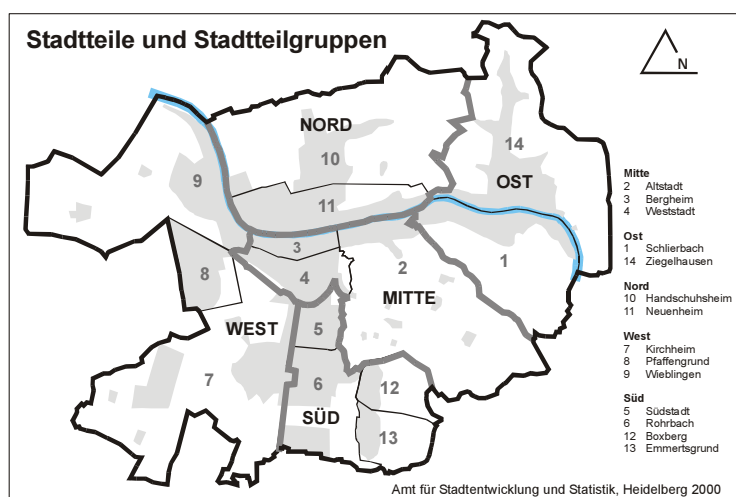 Stadtteile und Stadtteilgruppen
N
NORD
14
10
OST
9
11
3
2
1
8
4
MITTE
WEST
5
7
6
12
SÜD
13
Mitte
2 Altstadt
3 Bergheim
4 Weststadt
Ost
1 Schlierbach
14 Ziegelhausen
Nord
10 Handschuhsheim
11 Neuenheim
West
7 Kirchheim
8 Pfaffengrund
9 Wieblingen
Süd
5 Südstadt
6 Rohrbach
12 Boxberg
13 Emmertsgrund
Amt für Stadtentwicklung und Statistik, Heidelberg 2000